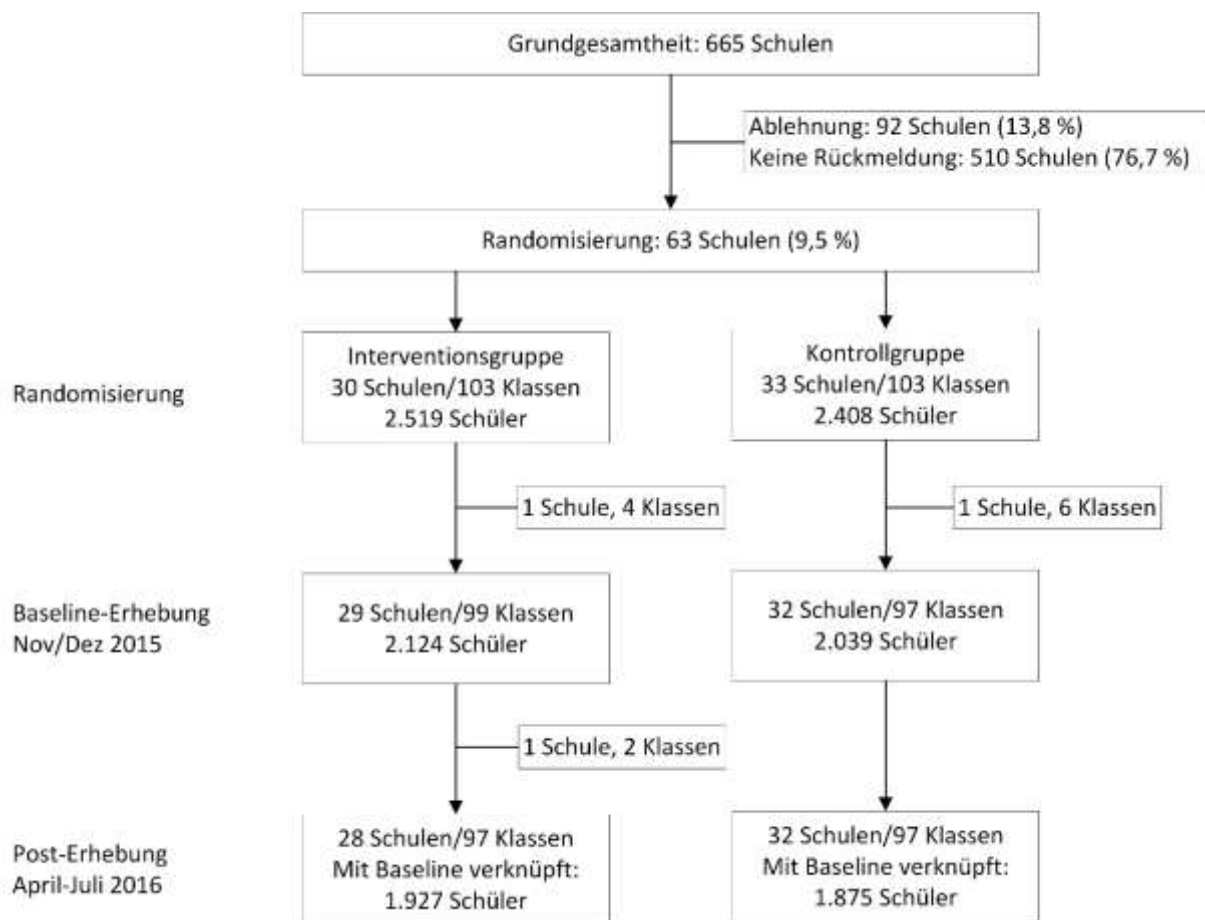 Grundgesamtheit: 665 Schulen
Ablehnung: 92 Schulen (13,8 %)
Keine Rückmeldung: 510 Schulen (76,7 %)
Randomisierung: 63 Schulen (9,5 %)
Randomisierung
Interventionsgruppe
30 Schulen/103 Klassen
2.519 Schüler
Kontrollgruppe
33 Schulen/103 Klassen
2.408 Schüler
1 Schule, 4 Klassen
1 Schule, 6 Klassen
Baseline-Erhebung
Nov/Dez 2015
29 Schulen/99 Klassen
2.124 Schüler
32 Schulen/97 Klassen
2.039 Schüler
1 Schule, 2 Klassen
Post-Erhebung
April-Juli 2016
28 Schulen/97 Klassen
Mit Baseline verknüpft:
1.927 Schüler
32 Schulen/97 Klassen
Mit Baseline verknüpft:
1.875 Schüler